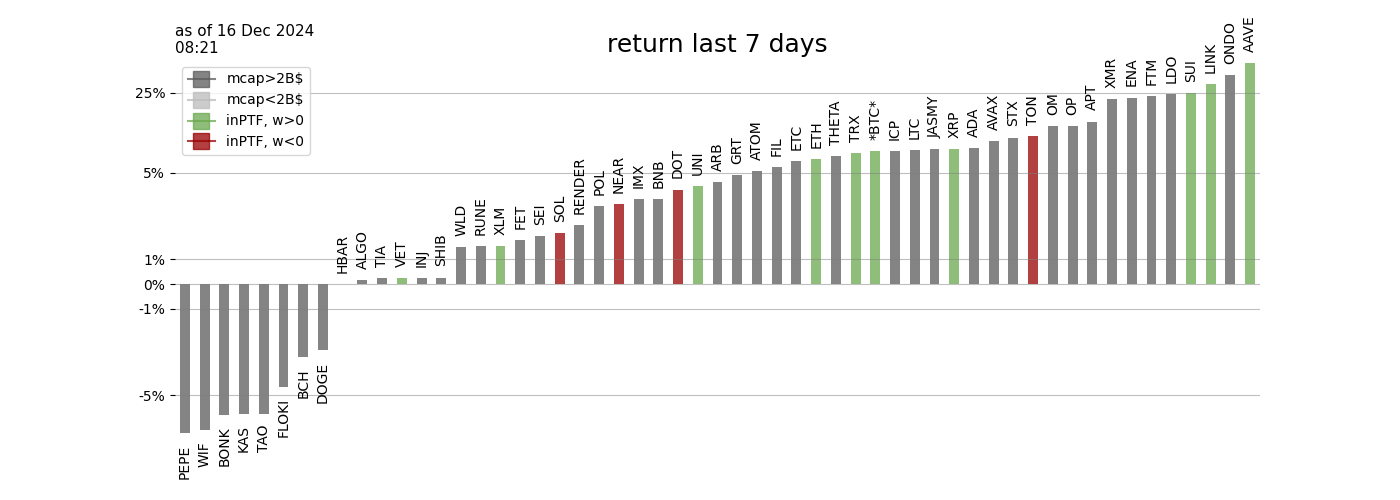 as of 16 Dec 2024
08:21
return last 7 days
mcap>2B$
mcap<2B$
inPTF, w>0
inPTF, w<0
25%
5%
1%
0%
-1%
-5%
PEPE
WIF
BONK
KAS
TAO
FLOKI
BCH
DOGE
HBAR
ALGO
TIA
VET
INJ
SHIB
WLD
RUNE
XLM
FET
SEI
SOL
RENDER
POL
NEAR
IMX
BNB
DOT
UNI
ARB
GRT
ATOM
FIL
ETC
ETH
THETA
TRX
*BTC*
ICP
LTC
JASMY
XRP
ADA
AVAX
STX
TON
OM
OP
APT
XMR
ENA
FTM
LDO
SUI
LINK
ONDO
AAVE